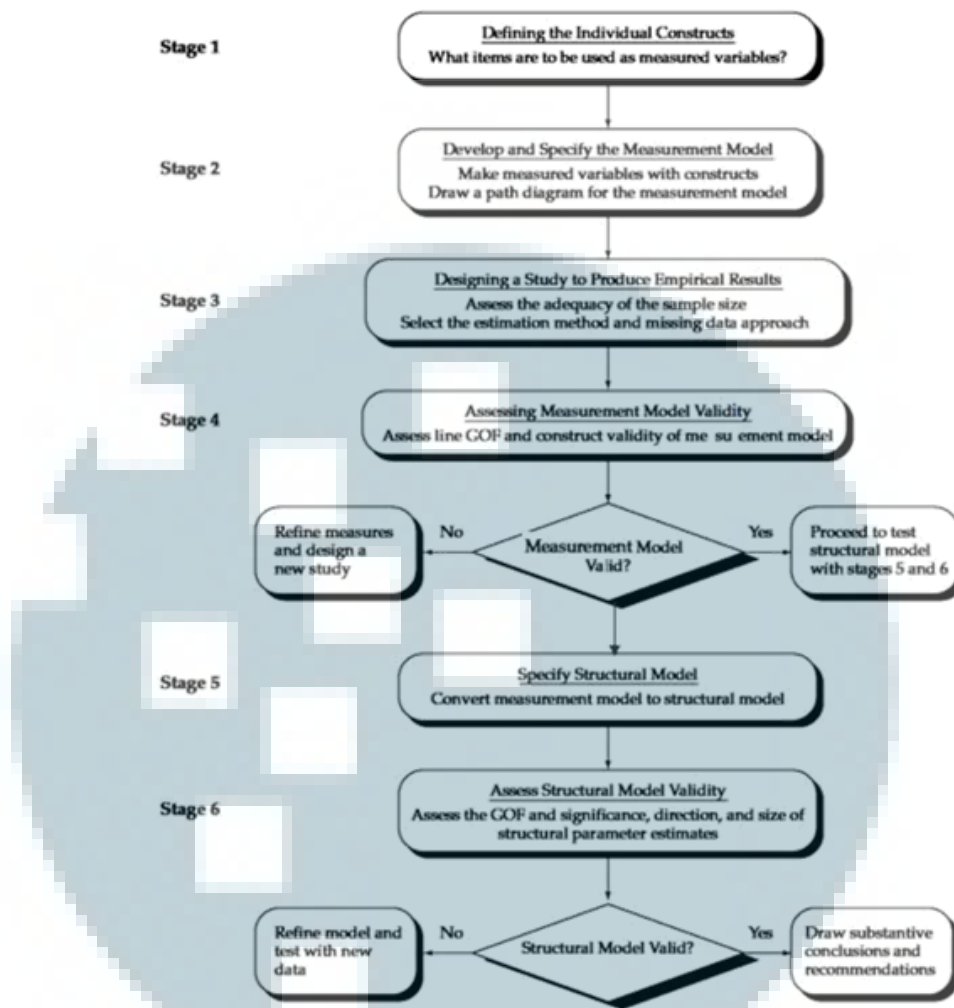 Stage 1
Defining the Individual Constructs
What items are to be used as measured variables?
Stage 2
Develop and Specify the Measurement Model
Make measured variables with constructs
Draw a path diagram for the measurement model
Stage 3
Designing a Study to Produce Empirical Results
Assess the adequacy of the sample size
Select the estimation method and missing data approach
Stage 4
Assessing Measurement Model Validity
Assess line GOF and construct validity of me su ement model
Refine measures
and design a
new study
No
Measurement Model
Valid?
Yes
Proceed to test
structural model
with stages 5 and 6
Stage 5
Specify Structural Model
Convert measurement model to structural model
Stage 6
Assess Structural Model Validity
Assess the GOF and significance, direction, and size of
structural parameter estimates
Refine model and
test with new
data
No
Structural Model Valid?
Yes
Draw substantive
conclusions and
recommendations